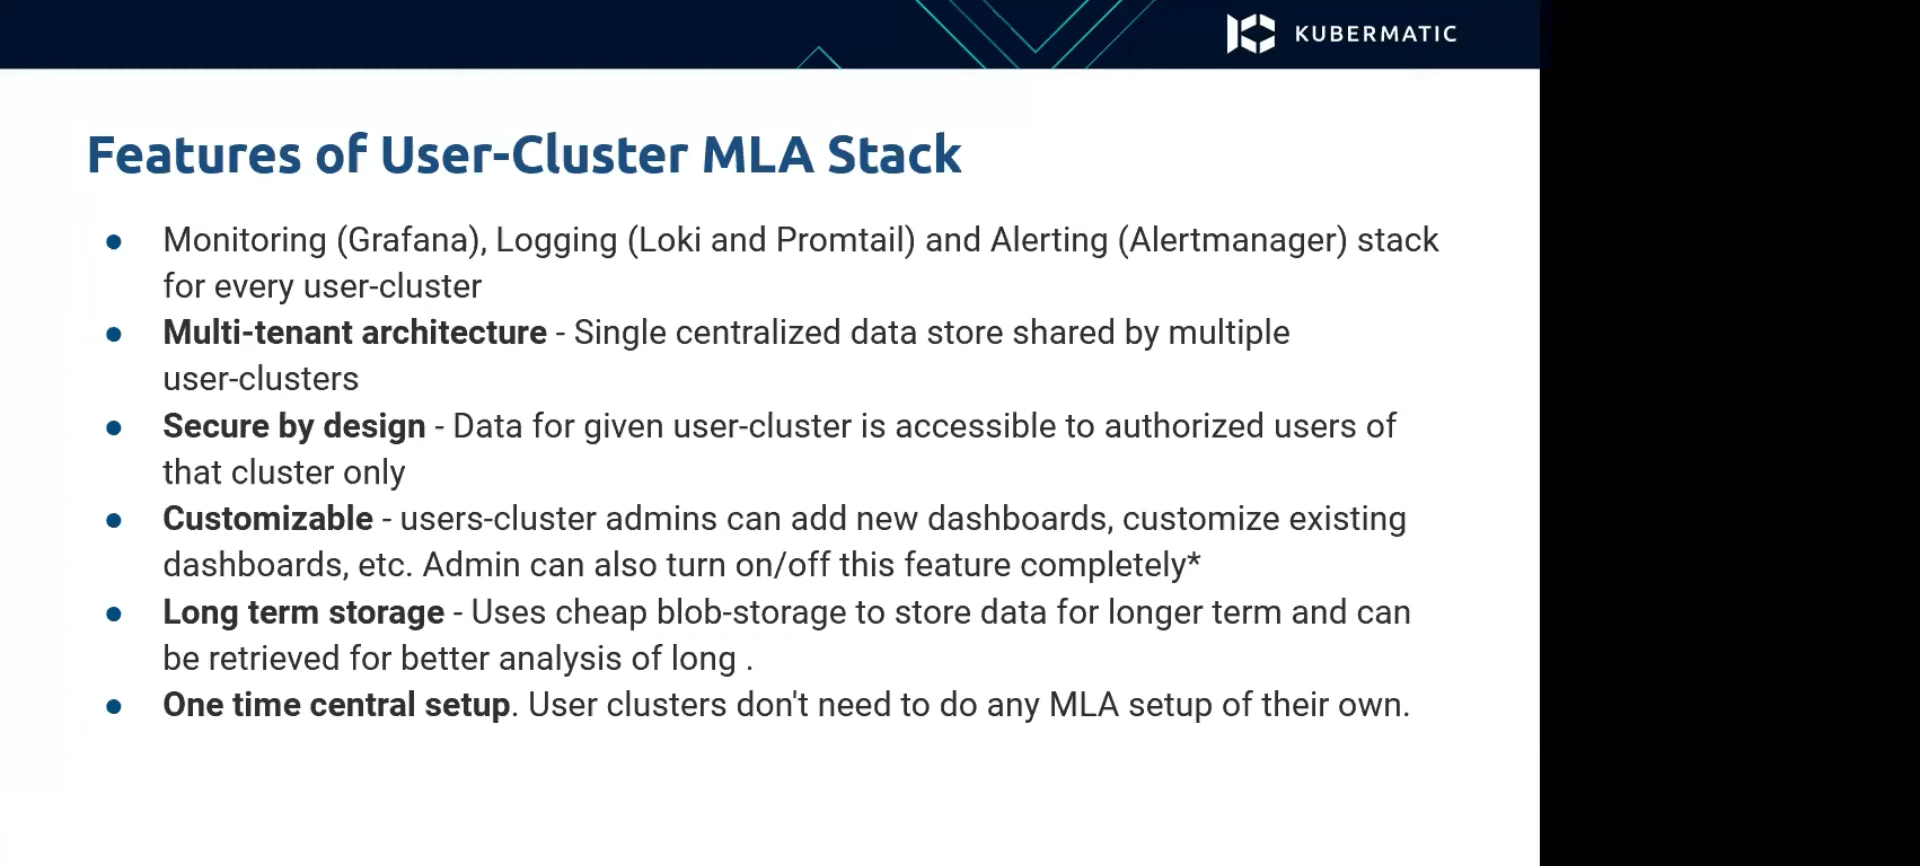 KUBERMATIC
Features of User-Cluster MLA Stack
● Monitoring (Grafana), Logging (Loki and Promtail) and Alerting (Alertmanager) stack
for every user-cluster
● Multi-tenant architecture - Single centralized data store shared by multiple
user-clusters
● Secure by design - Data for given user-cluster is accessible to authorized users of
that cluster only
● Customizable - users-cluster admins can add new dashboards, customize existing
dashboards, etc. Admin can also turn on/off this feature completely*
● Long term storage - Uses cheap blob-storage to store data for longer term and can
be retrieved for better analysis of long .
● One time central setup. User clusters don't need to do any MLA setup of their own.